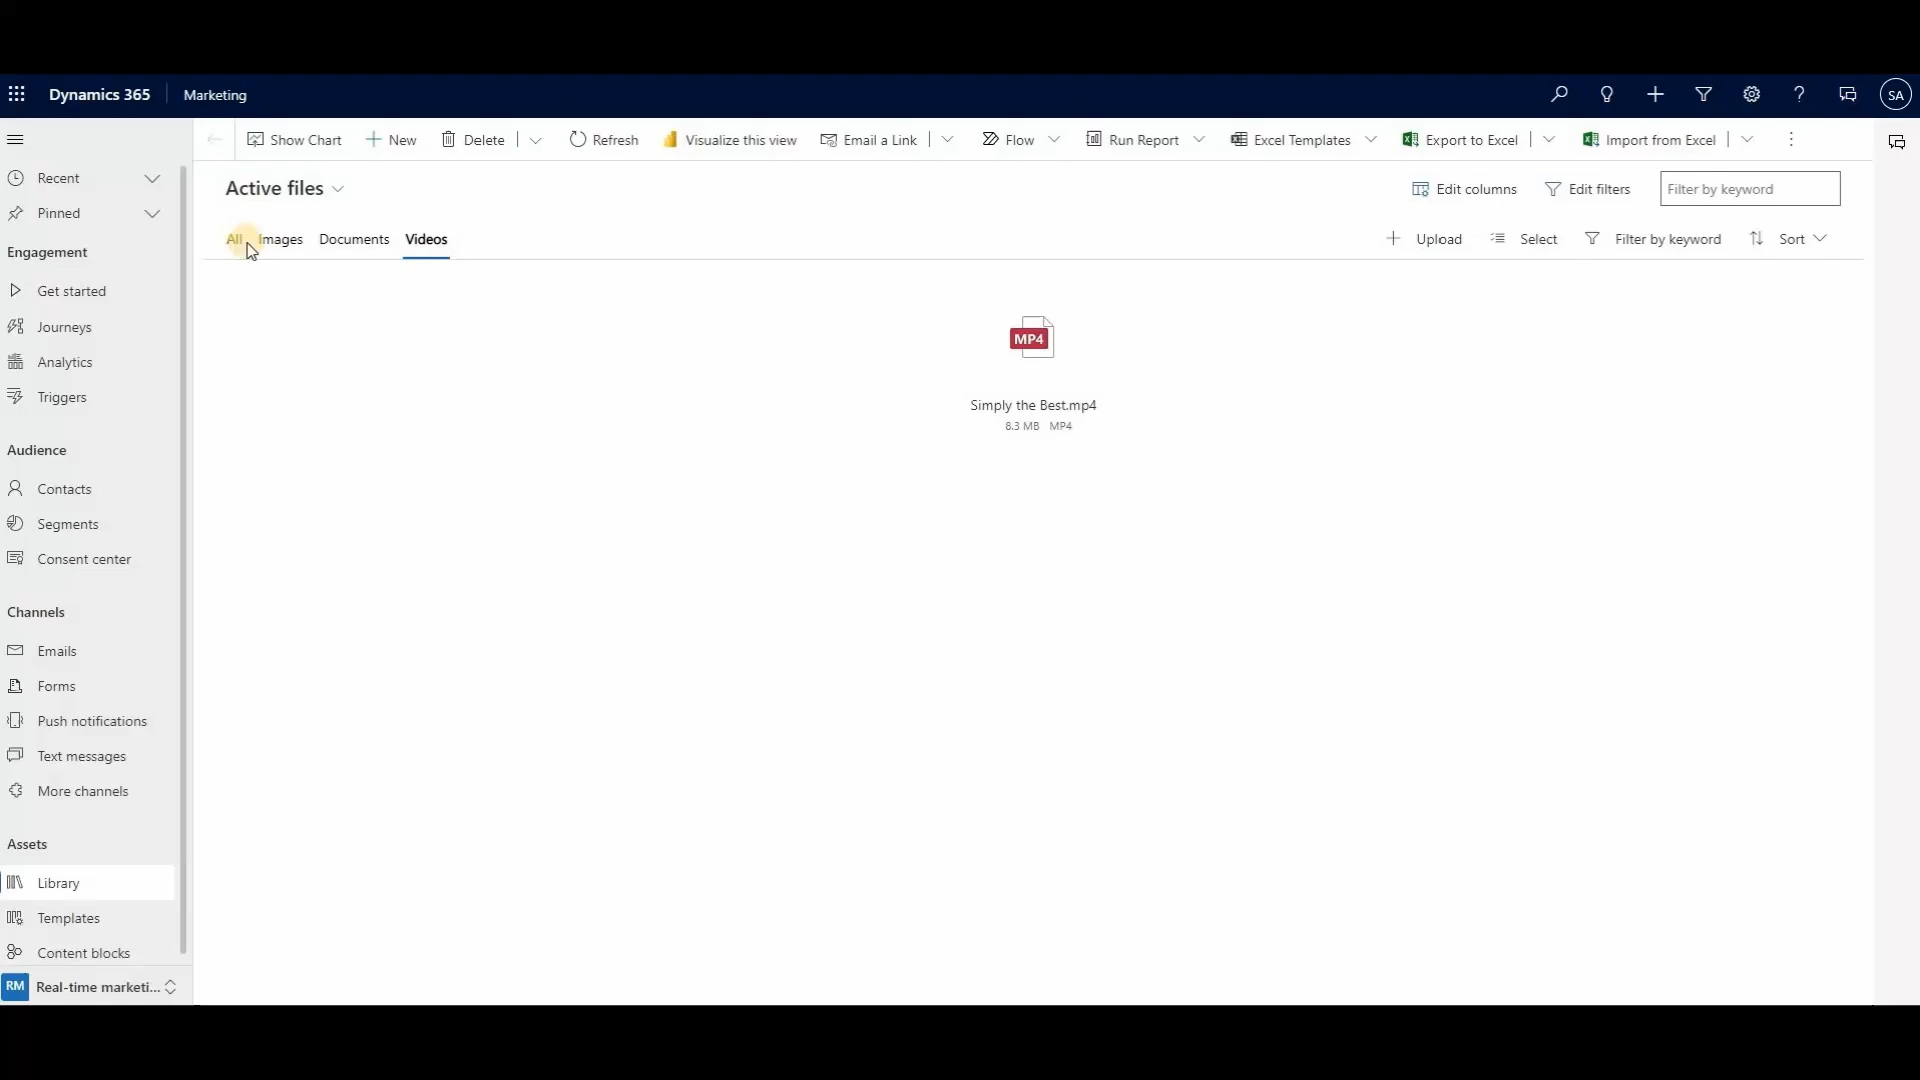 Dynamics 365 Marketing SA
Show Chart New Delete Refresh Visualize this view Email a Link Flow Run Report Excel Templates Export to Excel Import from Excel
Recent
Pinned
Engagement
Get started
Journeys
Analytics
Triggers
Audience
Contacts
Segments
Consent center
Channels
Emails
Forms
Push notifications
Text messages
More channels
Assets
Library
Templates
Content blocks
RM Real-time marketi...
Active files Edit columns Edit filters Filter by keyword
All Images Documents Videos Upload Select Filter by keyword Sort
MP4
Simply the Best.mp4
8.3 MB MP4